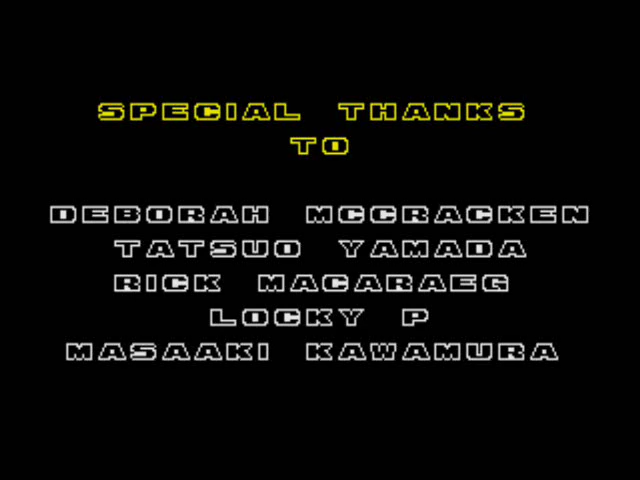 SPECIAL THANKS
TO
DEBORAH MCCRACKEN
TATSUO YAMADA
RICK MACARAEG
LOCKY P
MASAAKI KAWAMURA